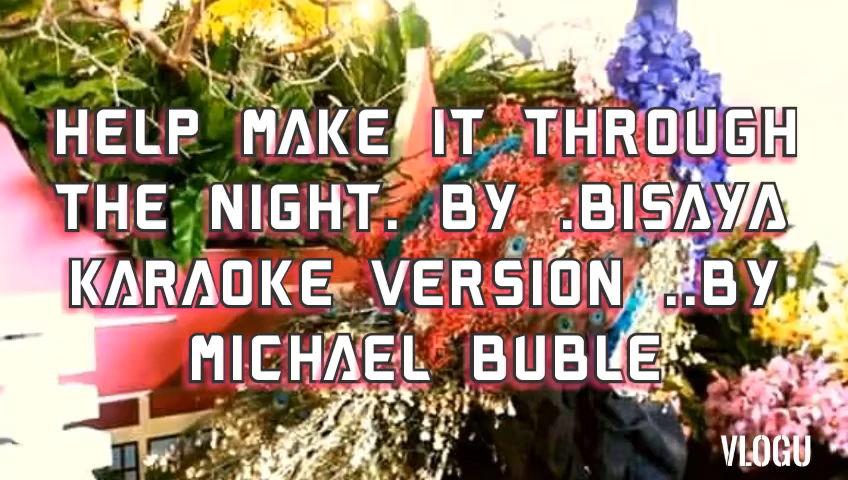 HELP MAKE IT THROUGH
THE NIGHT. BY .BISAYA
KARAOKE VERSION ..BY
MICHAEL BUBLE
VLOGU